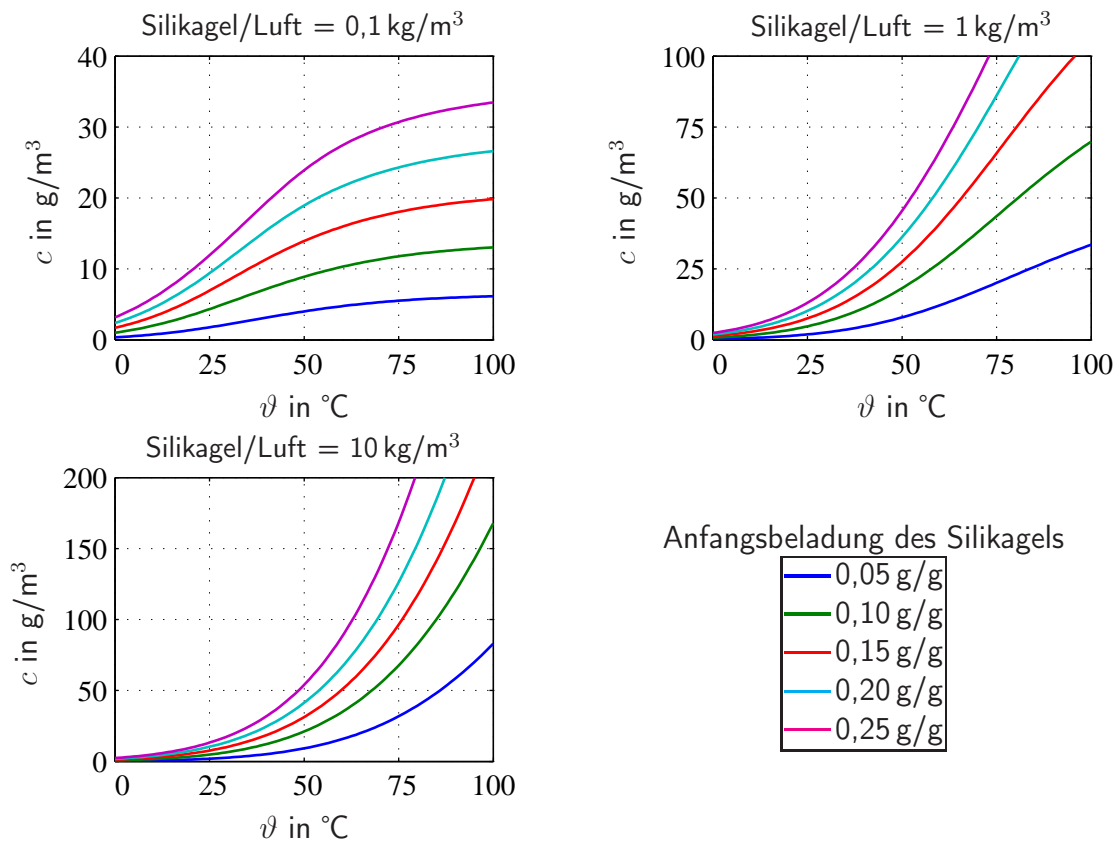 Silikagel/Luft = 0,1 kg/m³
40
30
20
10
0
c in g/m³
0 25 50 75 100
ϑ in °C
Silikagel/Luft = 1 kg/m³
100
75
50
25
0
c in g/m³
0 25 50 75 100
ϑ in °C
Silikagel/Luft = 10 kg/m³
200
150
100
50
0
c in g/m³
0 25 50 75 100
ϑ in °C
Anfangsbeladung des Silikagels
0,05 g/g
0,10 g/g
0,15 g/g
0,20 g/g
0,25 g/g